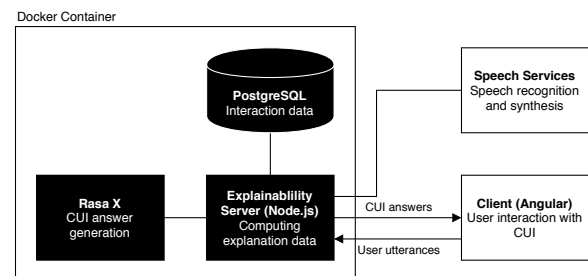 Docker Container
PostgreSQL
Interaction data
Speech Services
Speech recognition
and synthesis
Rasa X
CUI answer
generation
Explainablility
Server (Node.js)
Computing
explanation data
CUI answers
User utterances
Client (Angular)
User interaction with
CUI